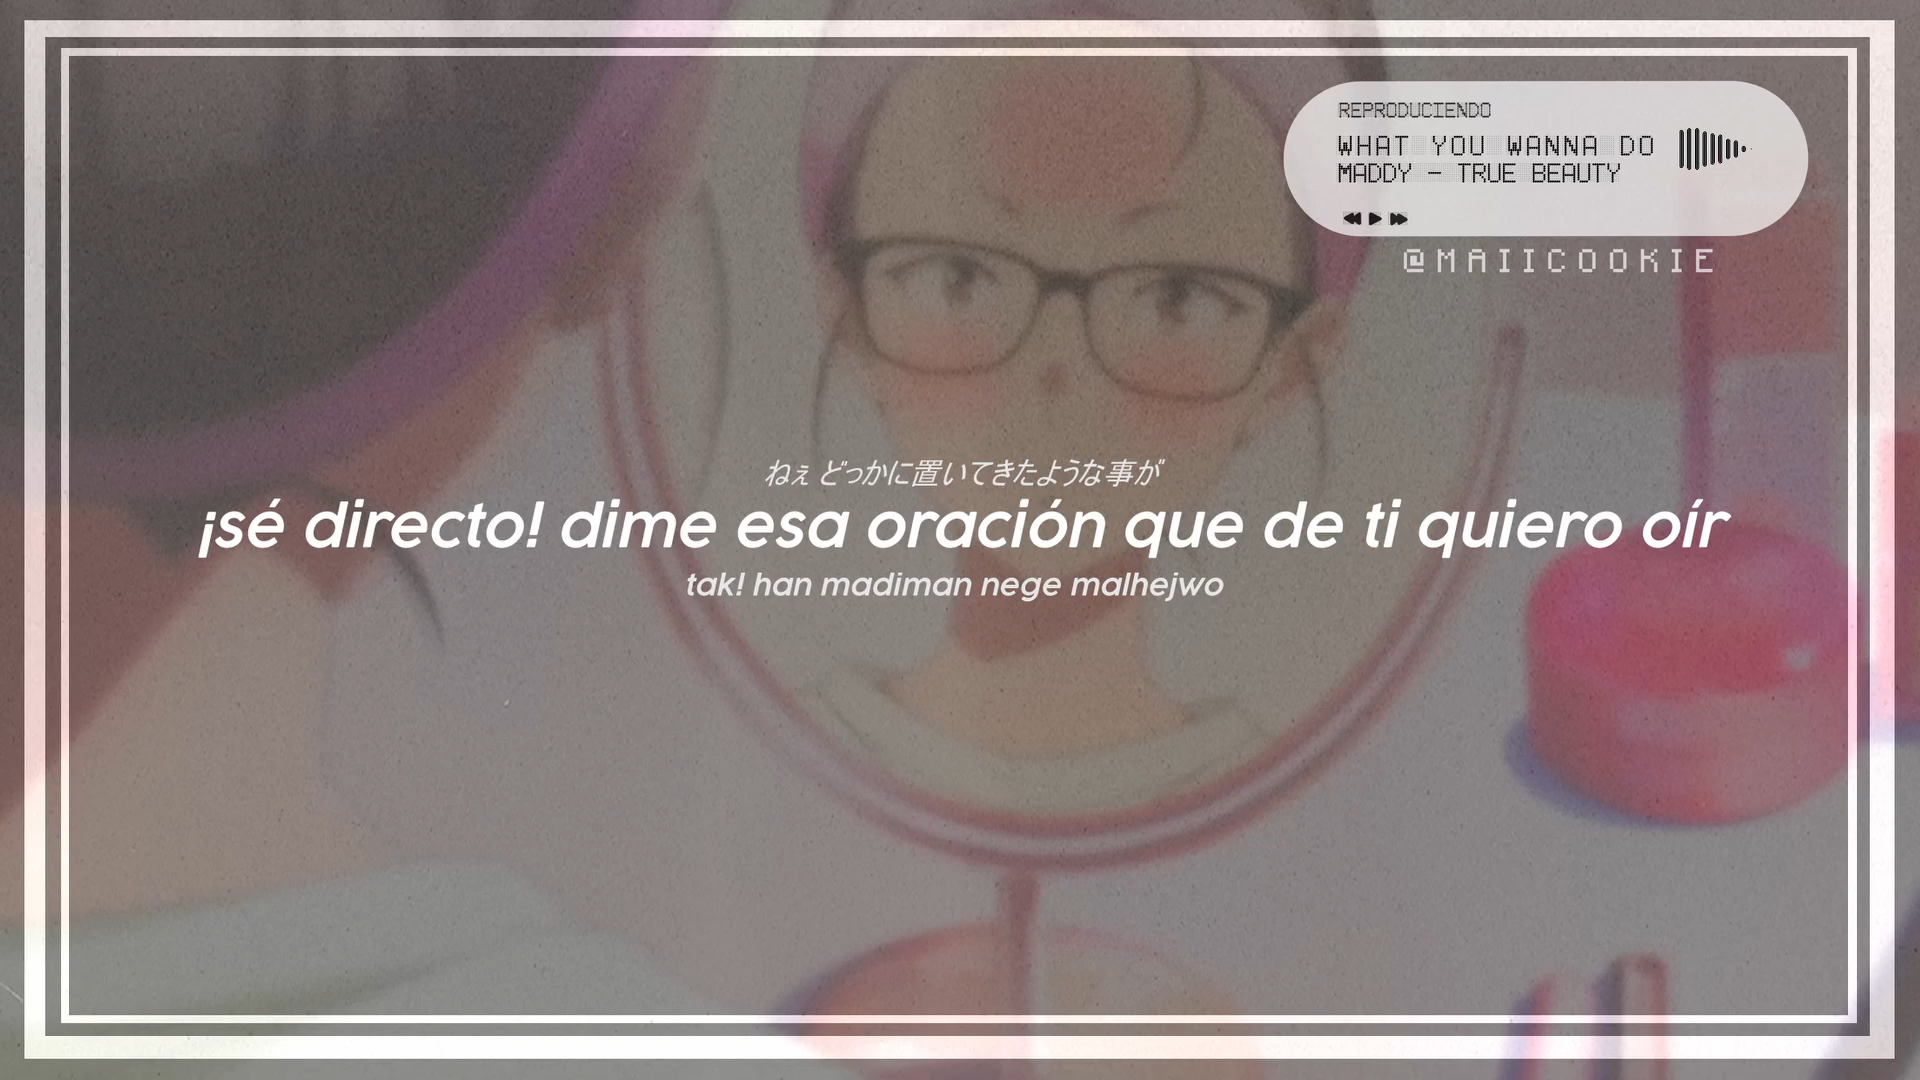 REPRODUCIENDO
WHAT YOU WANNA DO
MADDY - TRUE BEAUTY
@MAIICOOKIE
ねぇ どっかに置いてきたような事が
¡sé directo! dime esa oración que de ti quiero oír
tak! han madiman nege malhejwo